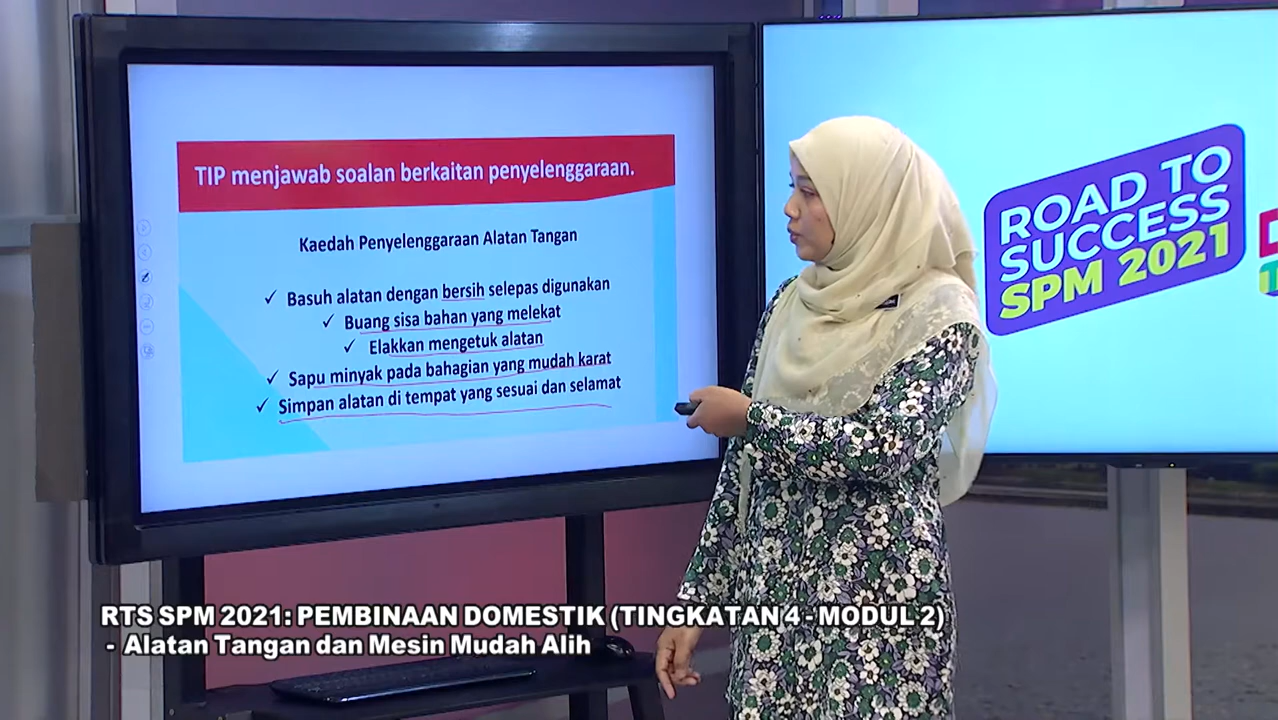 TIP menjawab soalan berkaitan penyelenggaraan.
Kaedah Penyelenggaraan Alatan Tangan
✓ Basuh alatan dengan bersih selepas digunakan
✓ Buang sisa bahan yang melekat
✓ Elakkan mengetuk alatan
✓ Sapu minyak pada bahagian yang mudah karat
✓ Simpan alatan di tempat yang sesuai dan selamat
ROAD TO
SUCCESS
SPM 2021
RTS SPM 2021: PEMBINAAN DOMESTIK (TINGKATAN 4 - MODUL 2)
- Alatan Tangan dan Mesin Mudah Alih